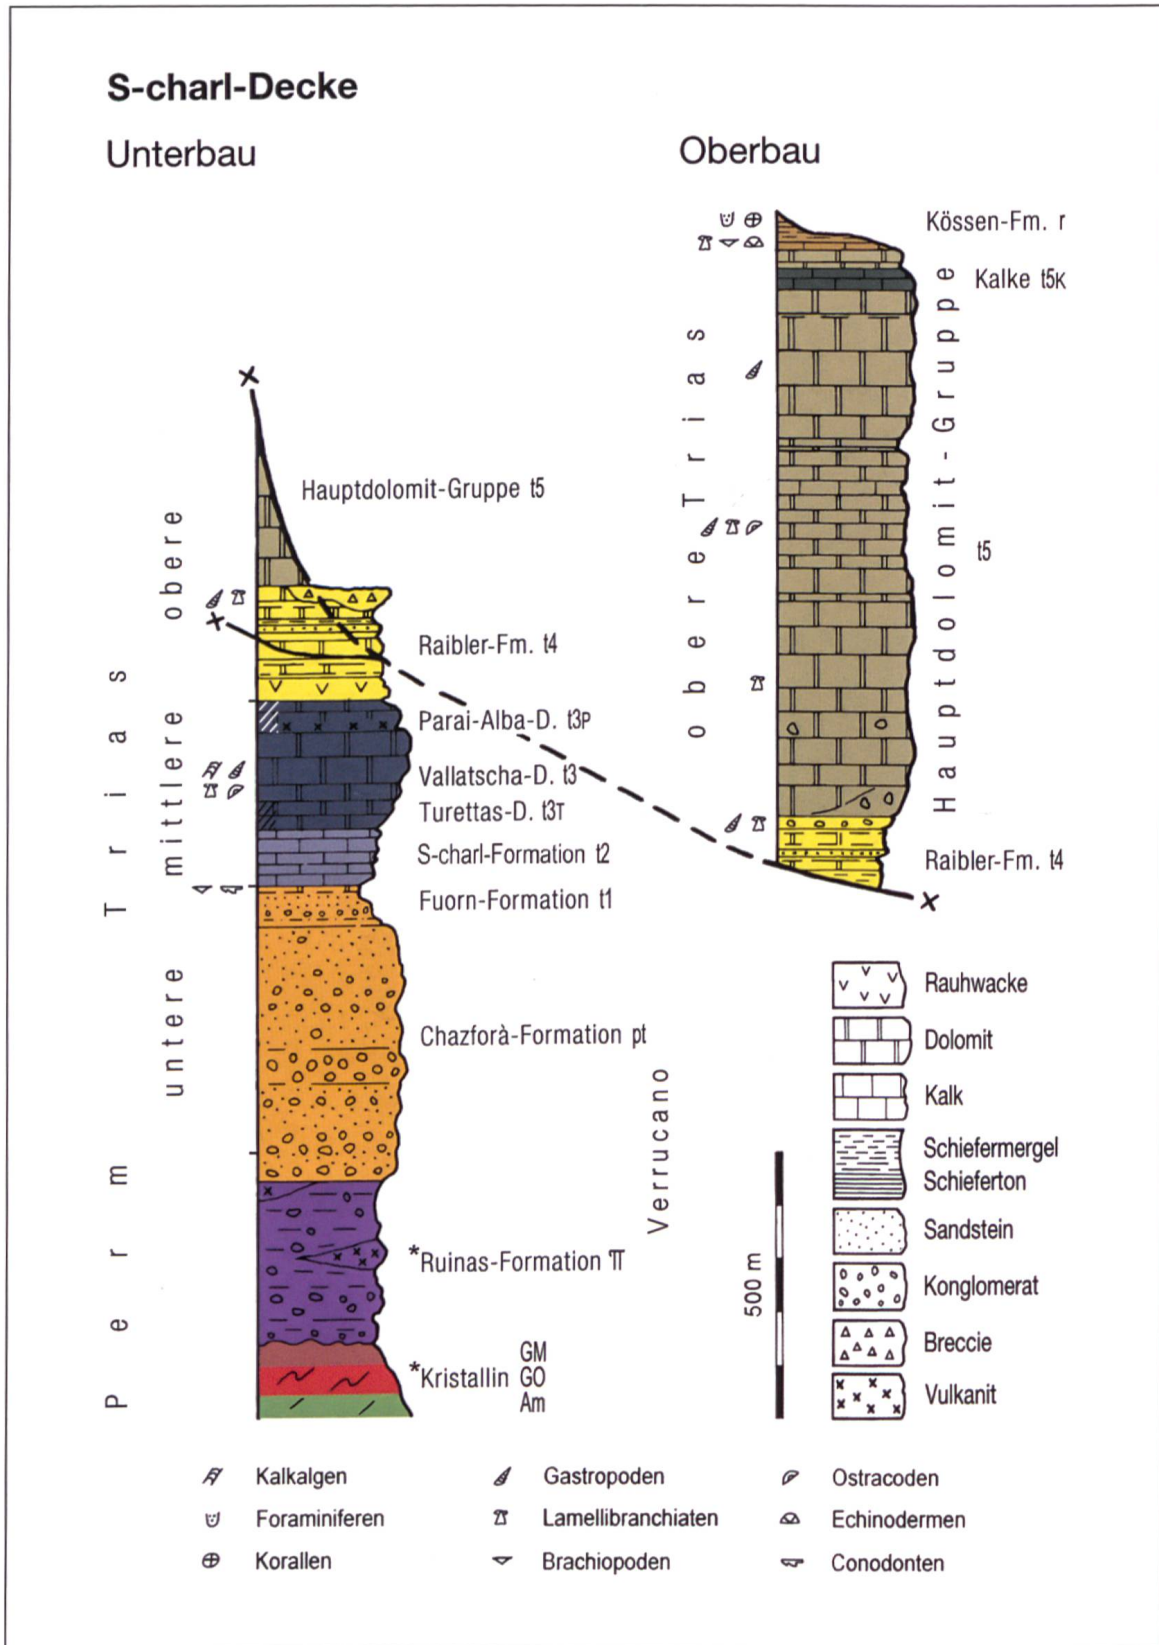 S-charl-Decke
Unterbau
Oberbau
Kössen-Fm. r
Kalke t5K
Hauptdolomit-Gruppe
t5
obere Trias
Raibler-Fm. t4
Hauptdolomit-Gruppe t5
Raibler-Fm. t4
Parai-Alba-D. t3P
Vallatscha-D. t3
Turettas-D. t3T
S-charl-Formation t2
Fuorn-Formation t1
Chazforà-Formation pt
*Ruinas-Formation π
*Kristallin
GM
GO
Am
obere
mittlere
untere
Trias
Perm
Verrucano
500 m
Rauhwacke
Dolomit
Kalk
Schiefermergel
Schieferton
Sandstein
Konglomerat
Breccie
Vulkanit
Kalkalgen
Gastropoden
Ostracoden
Foraminiferen
Lamellibranchiaten
Echinodermen
Korallen
Brachiopoden
Conodonten